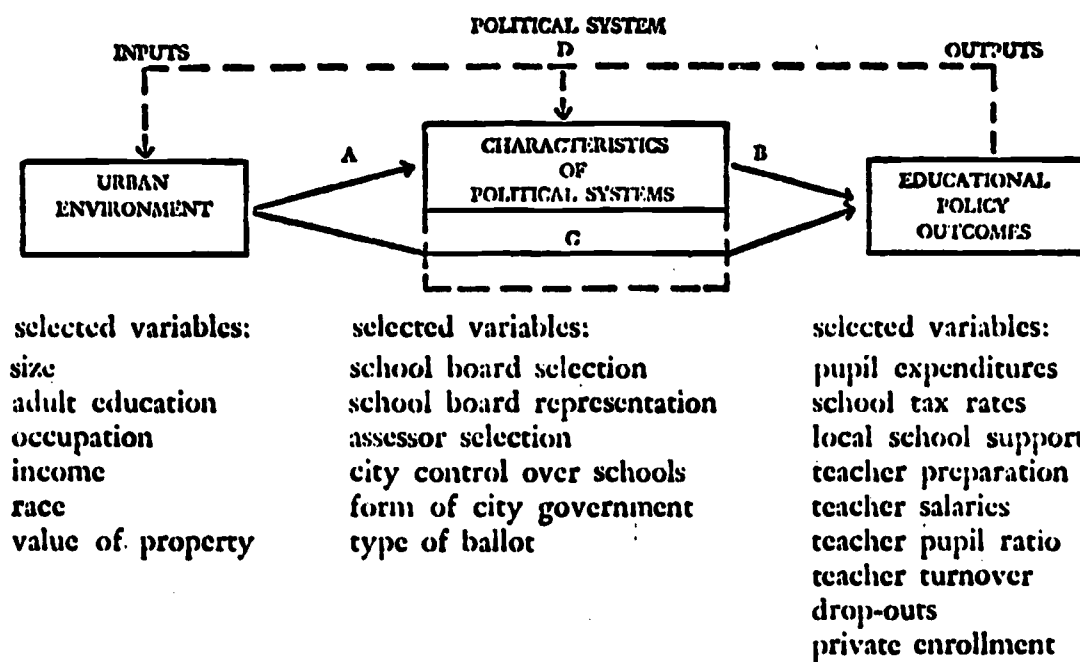 POLITICAL SYSTEM
INPUTS
D
OUTPUTS
A
CHARACTERISTICS
OF
POLITICAL SYSTEMS
B
URBAN
ENVIRONMENT
EDUCATIONAL
POLICY
OUTCOMES
C
selected variables:
size
adult education
occupation
income
race
value of property
selected variables:
school board selection
school board representation
assessor selection
city control over schools
form of city government
type of ballot
selected variables:
pupil expenditures
school tax rates
local school support
teacher preparation
teacher salaries
teacher pupil ratio
teacher turnover
drop-outs
private enrollment